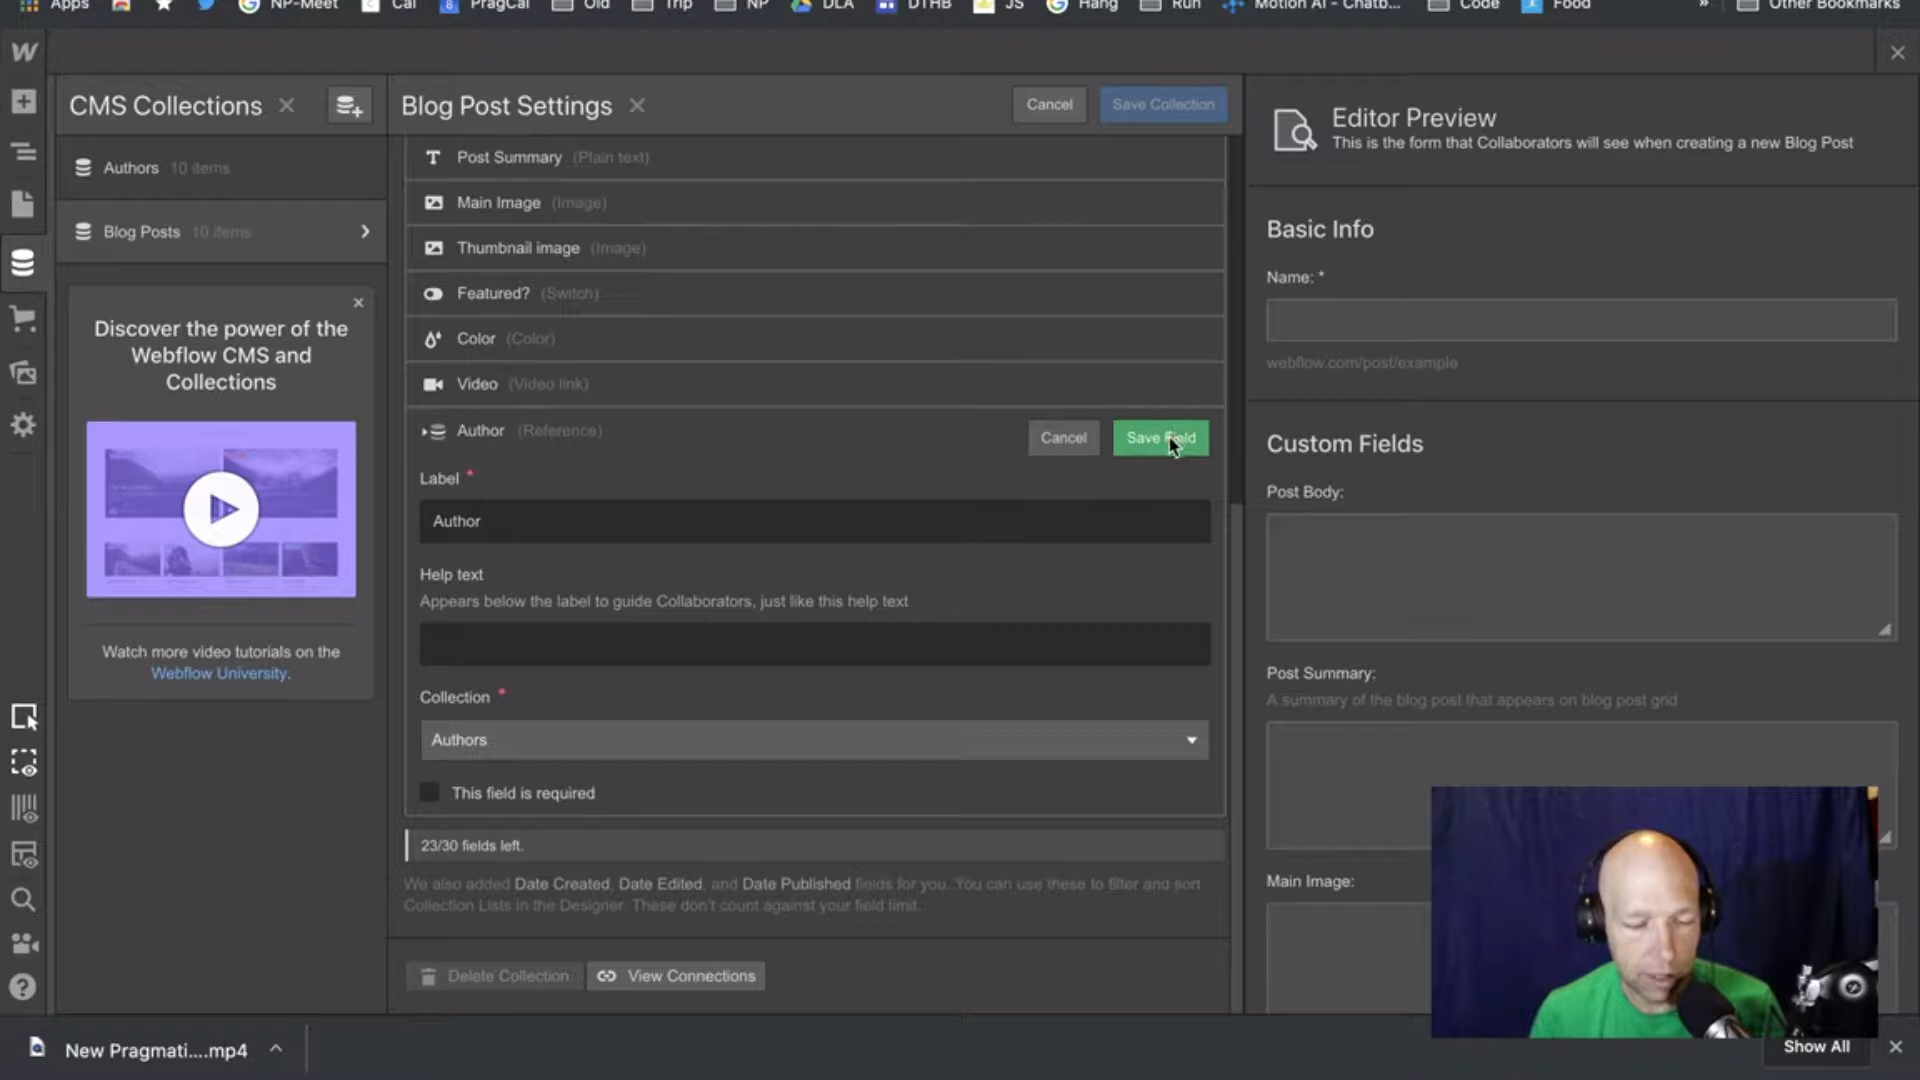 Apps
NP-Meet
Cal
PragCal
Old
Trip
NP
DLA
DTHB
JS
Hang
Run
Motion AI - Chatb...
Code
Food
»
Other Bookmarks
CMS Collections
Authors 10 items
Blog Posts 10 items
Discover the power of the
Webflow CMS and
Collections
Watch more video tutorials on the
Webflow University.
Blog Post Settings
Cancel
Save Collection
Post Summary (Plain text)
Main Image (Image)
Thumbnail image (Image)
Featured? (Switch)
Color (Color)
Video (Video link)
Author (Reference)
Cancel
Save Field
Label *
Author
Help text
Appears below the label to guide Collaborators, just like this help text
Collection *
Authors
This field is required
23/30 fields left.
We also added Date Created, Date Edited, and Date Published fields for you. You can use these to filter and sort
Collection Lists in the Designer. These don't count against your field limit.
Delete Collection
View Connections
Editor Preview
This is the form that Collaborators will see when creating a new Blog Post
Basic Info
Name: *
webflow.com/post/example
Custom Fields
Post Body:
Post Summary:
A summary of the blog post that appears on blog post grid
Main Image:
New Pragmati....mp4
Show All